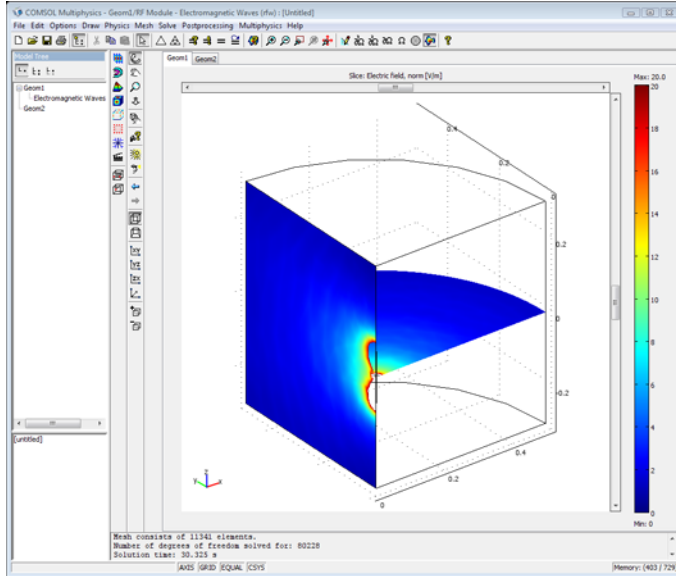 COMSOL Multiphysics - Geom1/RF Module - Electromagnetic Waves (rfw) : [Untitled]
File Edit Options Draw Physics Mesh Solve Postprocessing Multiphysics Help
Model Tree
Geom1 Geom2
Slice: Electric field, norm [V/m]
Max: 20.0
Geom1
Electromagnetic Waves
Geom2
20
18
16
14
12
10
8
6
4
2
0
Min: 0
0.4
0.2
0
0.2
0
-0.2
0.4
0.2
0
z
y
x
[untitled]
Mesh consists of 11341 elements.
Number of degrees of freedom solved for: 80228
Solution time: 30.325 s
AXIS GRID EQUAL CSYS
Memory: (403 / 729